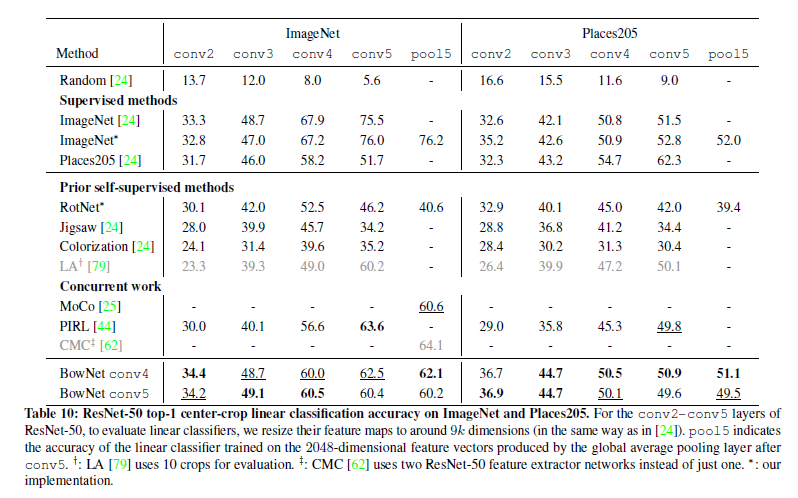 ImageNet Places205
Method conv2 conv3 conv4 conv5 pool5 conv2 conv3 conv4 conv5 pool5
Random [24] 13.7 12.0 8.0 5.6 - 16.6 15.5 11.6 9.0 -
Supervised methods
ImageNet [24] 33.3 48.7 67.9 75.5 - 32.6 42.1 50.8 51.5 -
ImageNet* 32.8 47.0 67.2 76.0 76.2 35.2 42.6 50.9 52.8 52.0
Places205 [24] 31.7 46.0 58.2 51.7 - 32.3 43.2 54.7 62.3 -
Prior self-supervised methods
RotNet* 30.1 42.0 52.5 46.2 40.6 32.9 40.1 45.0 42.0 39.4
Jigsaw [24] 28.0 39.9 45.7 34.2 - 28.8 36.8 41.2 34.4 -
Colorization [24] 24.1 31.4 39.6 35.2 - 28.4 30.2 31.3 30.4 -
LA† [79] 23.3 39.3 49.0 60.2 - 26.4 39.9 47.2 50.1 -
Concurrent work
MoCo [25] - - - - 60.6 - - - - -
PIRL [44] 30.0 40.1 56.6 63.6 - 29.0 35.8 45.3 49.8 -
CMC‡ [62] - - - - 64.1 - - - - -
BowNet conv4 34.4 48.7 60.0 62.5 62.1 36.7 44.7 50.5 50.9 51.1
BowNet conv5 34.2 49.1 60.5 60.4 60.2 36.9 44.7 50.1 49.6 49.5
Table 10: ResNet-50 top-1 center-crop linear classification accuracy on ImageNet and Places205. For the conv2-conv5 layers of
ResNet-50, to evaluate linear classifiers, we resize their feature maps to around 9k dimensions (in the same way as in [24]). pool5 indicates
the accuracy of the linear classifier trained on the 2048-dimensional feature vectors produced by the global average pooling layer after
conv5. †: LA [79] uses 10 crops for evaluation. ‡: CMC [62] uses two ResNet-50 feature extractor networks instead of just one. *: our
implementation.